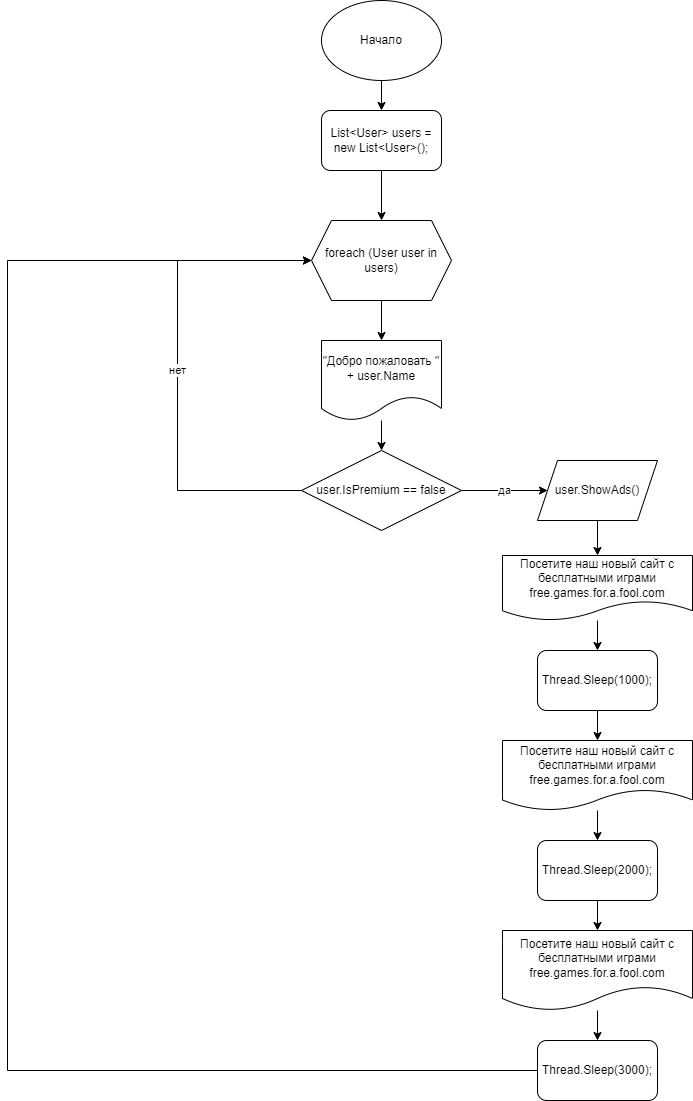 Начало
List<User> users =
new List<User>();
foreach (User user in
users)
"Добро пожаловать "
+ user.Name
нет
user.IsPremium == false
да
user.ShowAds()
Посетите наш новый сайт с
бесплатными играми
free.games.for.a.fool.com
Thread.Sleep(1000);
Посетите наш новый сайт с
бесплатными играми
free.games.for.a.fool.com
Thread.Sleep(2000);
Посетите наш новый сайт с
бесплатными играми
free.games.for.a.fool.com
Thread.Sleep(3000);